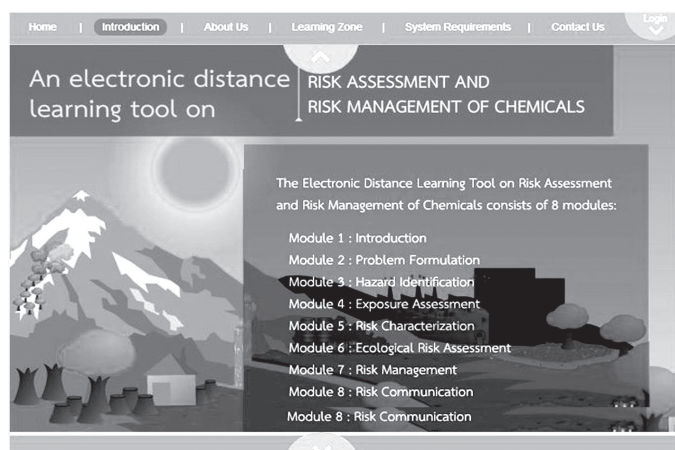 Home | Introduction | About Us | Learning Zone | System Requirements | Contact Us Login
An electronic distance
learning tool on
RISK ASSESSMENT AND
RISK MANAGEMENT OF CHEMICALS
The Electronic Distance Learning Tool on Risk Assessment
and Risk Management of Chemicals consists of 8 modules:
Module 1 : Introduction
Module 2 : Problem Formulation
Module 3 : Hazard Identification
Module 4 : Exposure Assessment
Module 5 : Risk Characterization
Module 6 : Ecological Risk Assessment
Module 7 : Risk Management
Module 8 : Risk Communication
Module 8 : Risk Communication